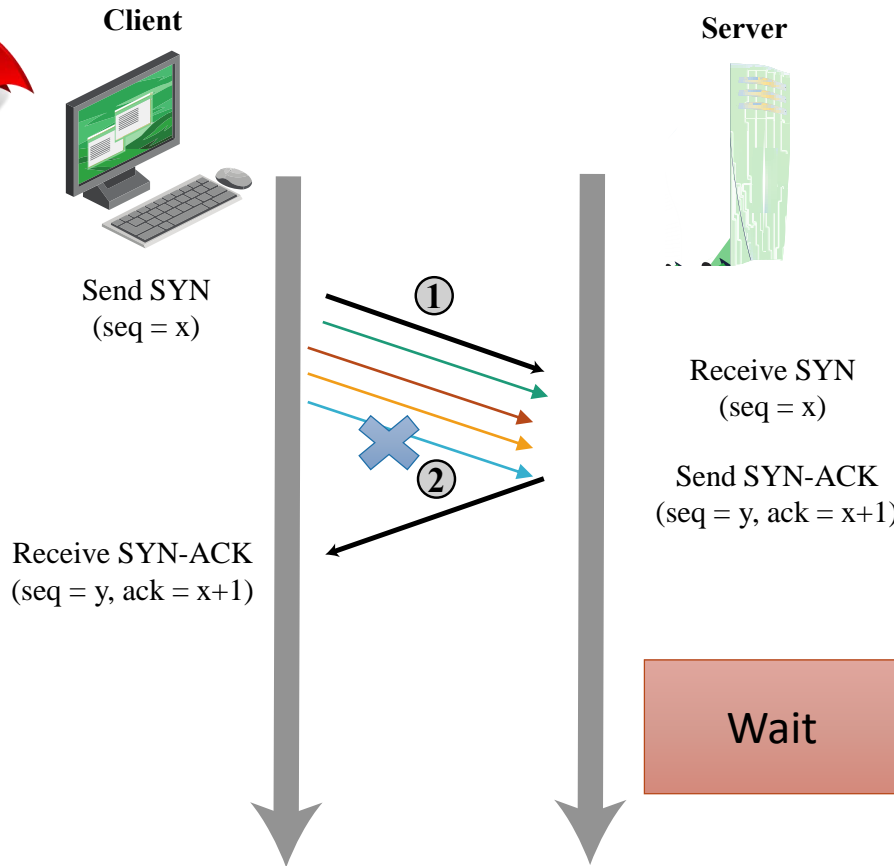 Client
Server
1
Send SYN
(seq = x)
Receive SYN
(seq = x)
2
Send SYN-ACK
(seq = y, ack = x+1)
Receive SYN-ACK
(seq = y, ack = x+1)
Wait